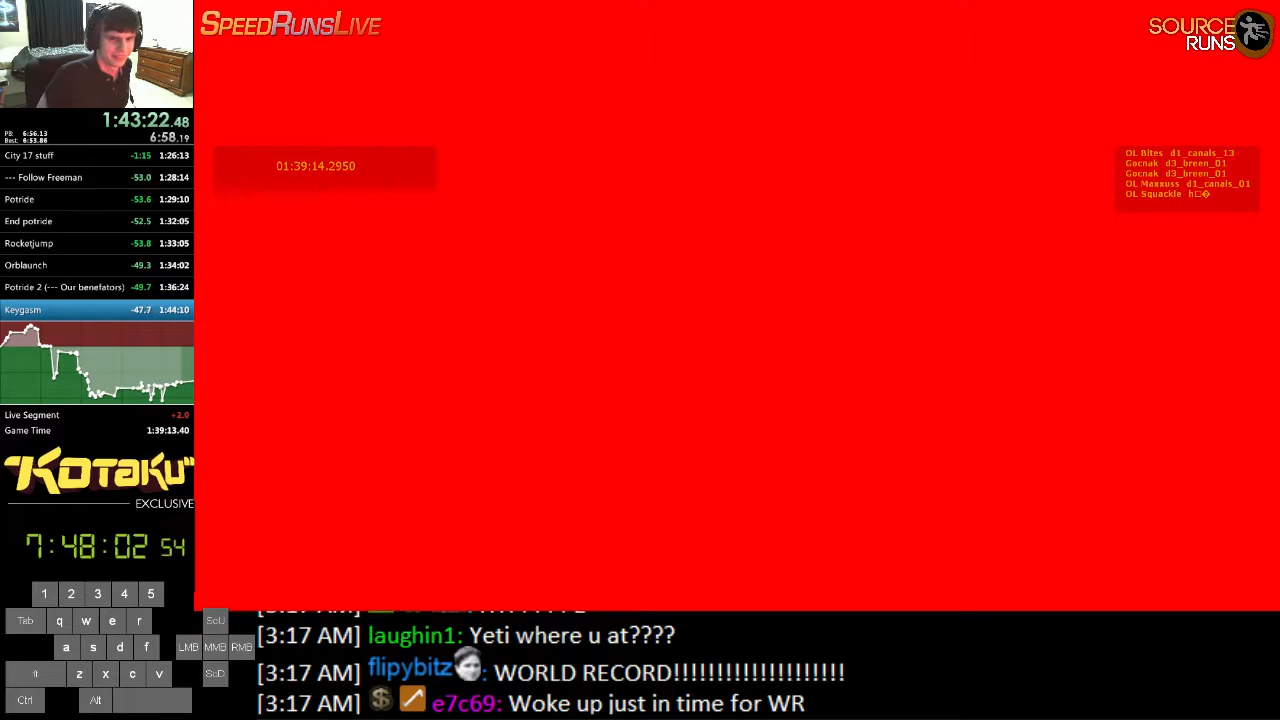 SPEEDRUNSLIVE
SOURCE
RUNS
1:43:22.48
PB: 6:56.13
Best: 6:53.86
6:58.19
City 17 stuff -1:15 1:26:13
--- Follow Freeman -53.0 1:28:14
Potride -53.6 1:29:10
End potride -52.5 1:32:05
Rocketjump -53.8 1:33:05
Orblaunch -49.3 1:34:02
Potride 2 (--- Our benefators) -49.7 1:36:24
Keygasm -47.7 1:44:10
Live Segment +2.0
Game Time 1:39:13.40
01:39:14.2950
OL Bites d1_canals_13
Gocnak d3_breen_01
Gocnak d3_breen_01
OL Maxxuss d1_canals_01
OL Squackle
"KOTAKU"
EXCLUSIVE
7:48:02 54
1 2 3 4 5
Tab q w e r ScU
a s d f LMB MMB RMB
ft z x c v ScD
Ctrl Alt
[3:17 AM] laughin1: Yeti where u at????
[3:17 AM] flipybitz: WORLD RECORD!!!!!!!!!!!!!!!!!!!!
[3:17 AM] e7c69: Woke up just in time for WR